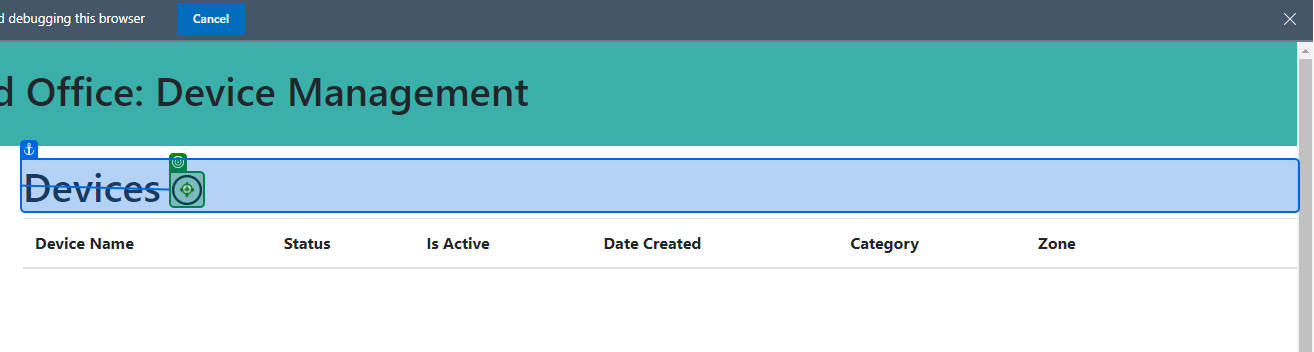 debugging this browser
Cancel
Office: Device Management
Devices
Device Name Status Is Active Date Created Category Zone